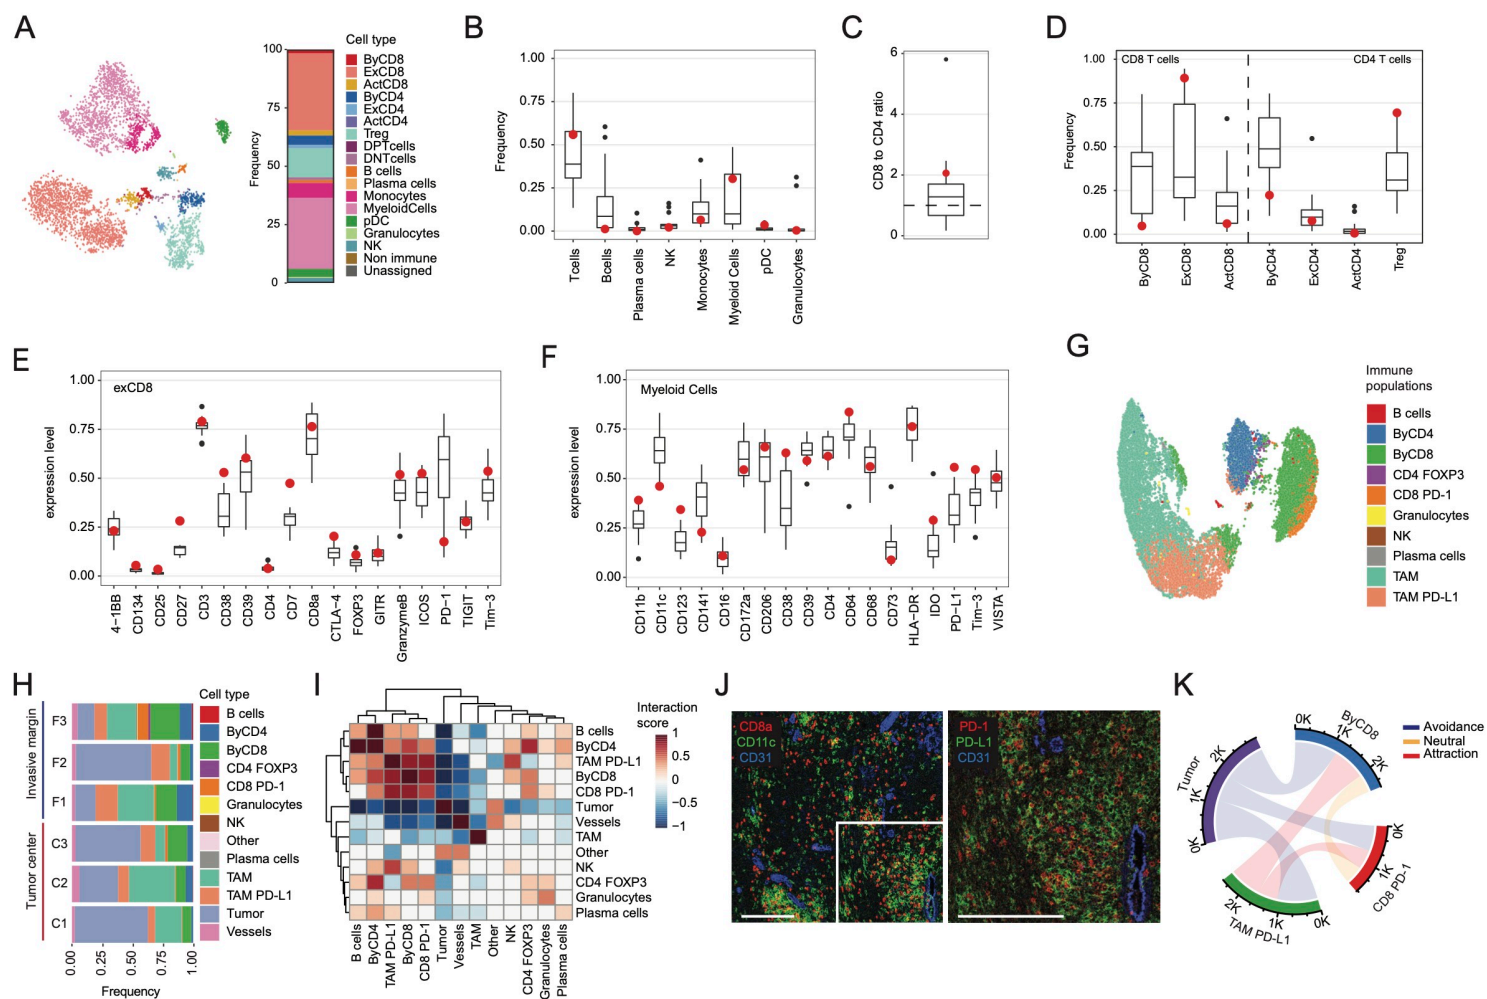 A
100
75
50
25
0
Frequency
Cell type
ByCD8
ExCD8
ActCD8
ByCD4
ExCD4
ActCD4
Treg
DPTcells
DNTcells
B cells
Plasma cells
Monocytes
MyeloidCells
pDC
Granulocytes
NK
Non immune
Unassigned
B
Frequency
1.00
0.75
0.50
0.25
0.00
Tcells
Bcells
Plasma cells
NK
Monocytes
Myeloid Cells
pDC
Granulocytes
C
CD8 to CD4 ratio
6
4
2
0
D
Frequency
CD8 T cells
CD4 T cells
1.00
0.75
0.50
0.25
0.00
ByCD8
ExCD8
ActCD8
ByCD4
ExCD4
ActCD4
Treg
E
exCD8
expression level
1.00
0.75
0.50
0.25
0.00
4-1BB
CD134
CD25
CD27
CD3
CD38
CD39
CD4
CD7
CD8a
CTLA-4
FOXP3
GITR
GranzymeB
ICOS
PD-1
TIGIT
Tim-3
F
Myeloid Cells
expression level
1.00
0.75
0.50
0.25
0.00
CD11b
CD11c
CD123
CD141
CD16
CD172a
CD206
CD38
CD39
CD4
CD64
CD68
CD73
HLA-DR
IDO
PD-L1
Tim-3
VISTA
G
Immune
populations
B cells
ByCD4
ByCD8
CD4 FOXP3
CD8 PD-1
Granulocytes
NK
Plasma cells
TAM
TAM PD-L1
H
Invasive margin
Tumor center
F3
F2
F1
C3
C2
C1
0.00
0.25
0.50
0.75
1.00
Frequency
Cell type
B cells
ByCD4
ByCD8
CD4 FOXP3
CD8 PD-1
Granulocytes
NK
Other
Plasma cells
TAM
TAM PD-L1
Tumor
Vessels
I
Interaction
score
1
0.5
0
−0.5
−1
B cells
ByCD4
TAM PD-L1
ByCD8
CD8 PD-1
Tumor
Vessels
TAM
Other
NK
CD4 FOXP3
Granulocytes
Plasma cells
B cells
ByCD4
TAM PD-L1
ByCD8
CD8 PD-1
Tumor
Vessels
TAM
Other
NK
CD4 FOXP3
Granulocytes
Plasma cells
J
CD8a
CD11c
CD31
PD-1
PD-L1
CD31
K
Avoidance
Neutral
Attraction
ByCD8
0K
1K
2K
CD8 PD-1
0K
1K
TAM PD-L1
0K
1K
2K
Tumor
0K
1K
2K